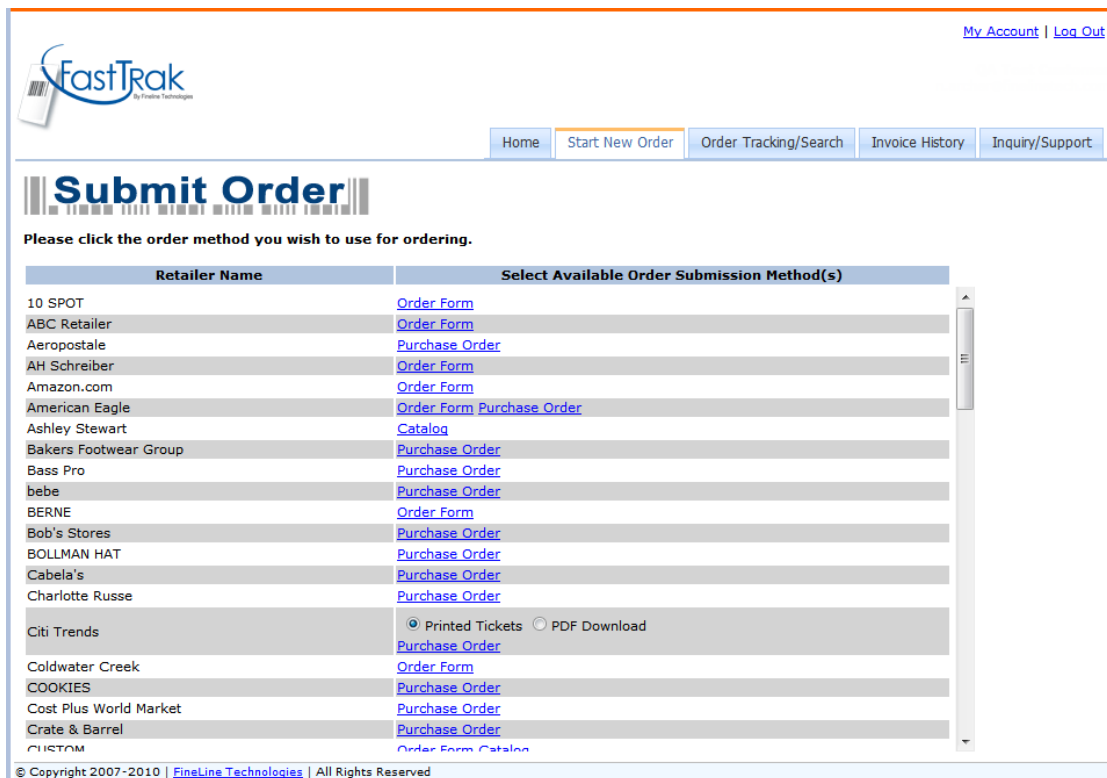 My Account | Log Out
FastTrak
By Fineline Technologies
Home Start New Order Order Tracking/Search Invoice History Inquiry/Support
Submit Order
Please click the order method you wish to use for ordering.
Retailer Name Select Available Order Submission Method(s)
10 SPOT Order Form
ABC Retailer Order Form
Aeropostale Purchase Order
AH Schreiber Order Form
Amazon.com Order Form
American Eagle Order Form Purchase Order
Ashley Stewart Catalog
Bakers Footwear Group Purchase Order
Bass Pro Purchase Order
bebe Purchase Order
BERNE Order Form
Bob's Stores Purchase Order
BOLLMAN HAT Purchase Order
Cabela's Purchase Order
Charlotte Russe Purchase Order
Citi Trends Printed Tickets PDF Download
Purchase Order
Coldwater Creek Order Form
COOKIES Purchase Order
Cost Plus World Market Purchase Order
Crate & Barrel Purchase Order
CUSTOM Order Form Catalog
© Copyright 2007-2010 | FineLine Technologies | All Rights Reserved